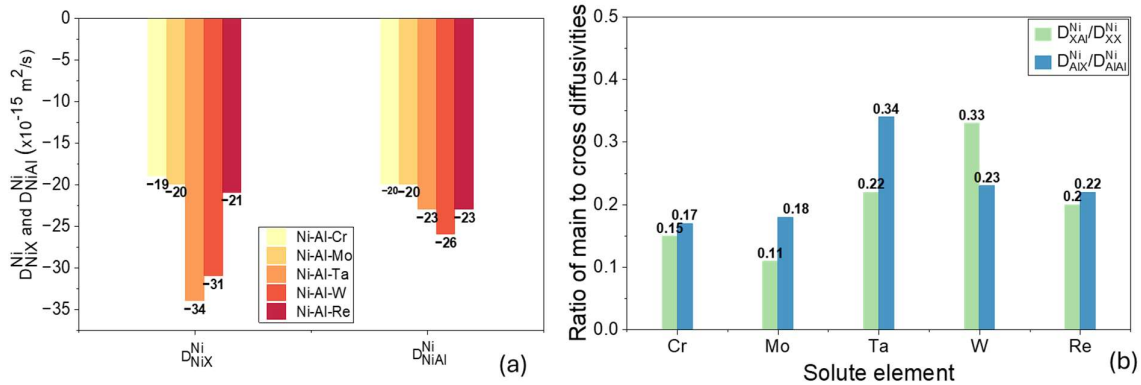 D^Ni_NiX and D^Ni_NiAl (x10^-15 m^2/s)
0
−5
−10
−15
−20
−25
−30
−35
−19
−20
−34
−31
−21
−20
−20
−23
−26
−23
Ni-Al-Cr
Ni-Al-Mo
Ni-Al-Ta
Ni-Al-W
Ni-Al-Re
D^Ni_NiX
D^Ni_NiAl
(a)
Ratio of main to cross diffusivities
0.5
0.4
0.3
0.2
0.1
0.0
D^Ni_XAl/D^Ni_XX
D^Ni_AlX/D^Ni_AlAl
0.15
0.17
0.11
0.18
0.22
0.34
0.33
0.23
0.2
0.22
Cr
Mo
Ta
W
Re
Solute element
(b)